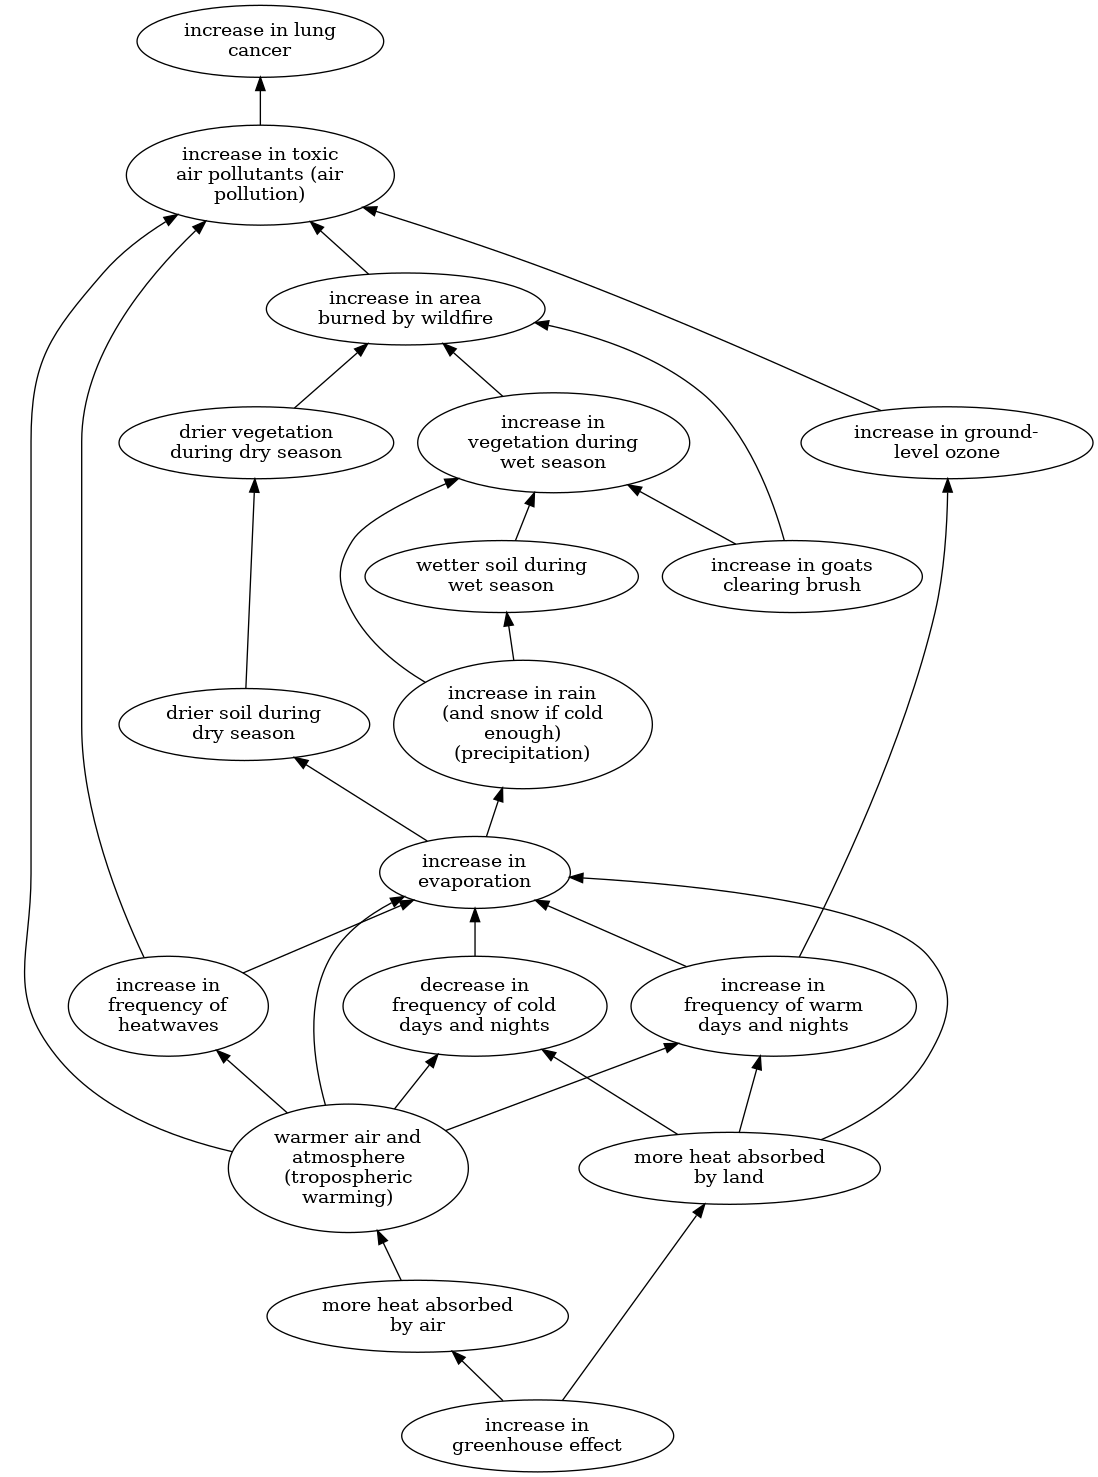 increase in lung
cancer
increase in toxic
air pollutants (air
pollution)
increase in area
burned by wildfire
drier vegetation
during dry season
increase in
vegetation during
wet season
increase in ground-
level ozone
wetter soil during
wet season
increase in goats
clearing brush
drier soil during
dry season
increase in rain
(and snow if cold
enough)
(precipitation)
increase in
evaporation
increase in
frequency of
heatwaves
decrease in
frequency of cold
days and nights
increase in
frequency of warm
days and nights
warmer air and
atmosphere
(tropospheric
warming)
more heat absorbed
by land
more heat absorbed
by air
increase in
greenhouse effect